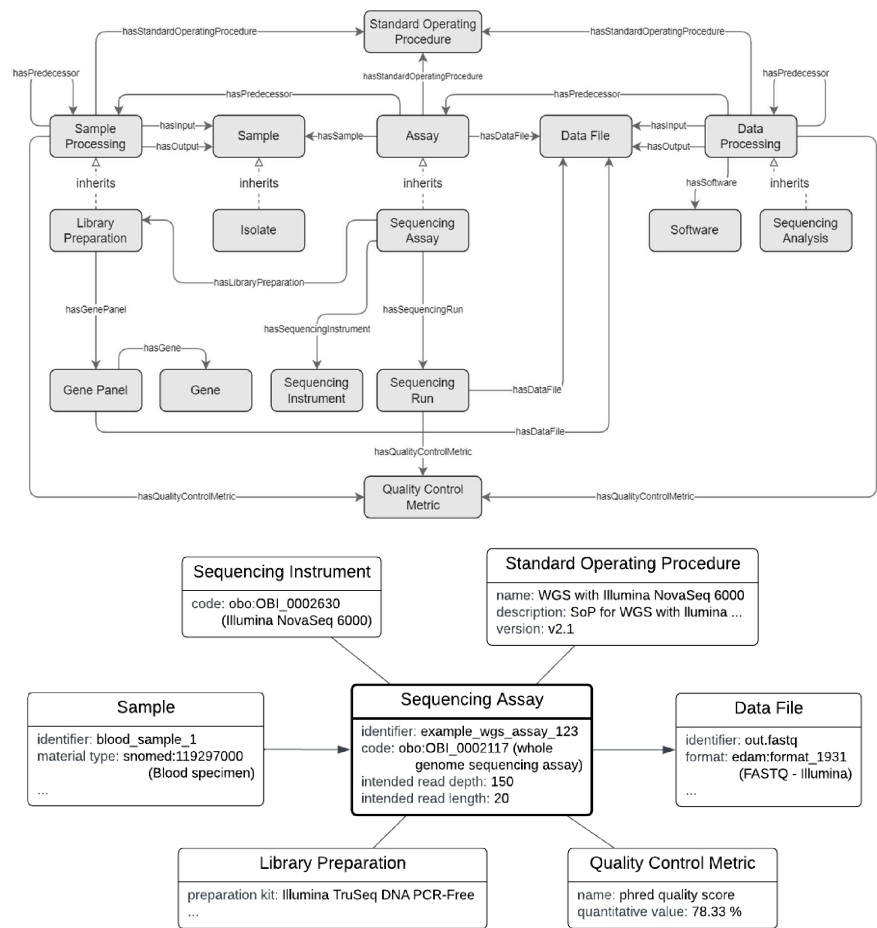 Standard Operating
Procedure
hasStandardOperatingProcedure
hasStandardOperatingProcedure
hasPredecessor
hasStandardOperatingProcedure
hasPredecessor
hasPredecessor
hasPredecessor
Sample
Processing
hasInput
hasOutput
Sample
hasSample
Assay
hasDataFile
Data File
hasInput
hasOutput
Data
Processing
inherits
inherits
inherits
hasSoftware
inherits
Library
Preparation
Isolate
Sequencing
Assay
Software
Sequencing
Analysis
hasLibraryPreparation
hasGenePanel
hasSequencingRun
hasSequencingInstrument
hasGene
Gene Panel
Gene
Sequencing
Instrument
Sequencing
Run
hasDataFile
hasDataFile
hasQualityControlMetric
Quality Control
Metric
hasQualityControlMetric
hasQualityControlMetric
Sequencing Instrument
code: obo:OBI_0002630
(Illumina NovaSeq 6000)
Standard Operating Procedure
name: WGS with Illumina NovaSeq 6000
description: SoP for WGS with llumina ...
version: v2.1
Sample
identifier: blood_sample_1
material type: snomed:119297000
(Blood specimen)
...
Sequencing Assay
identifier: example_wgs_assay_123
code: obo:OBI_0002117 (whole
genome sequencing assay)
intended read depth: 150
intended read length: 20
Data File
identifier: out.fastq
format: edam:format_1931
(FASTQ - Illumina)
...
Library Preparation
preparation kit: Illumina TruSeq DNA PCR-Free
...
Quality Control Metric
name: phred quality score
quantitative value: 78.33 %